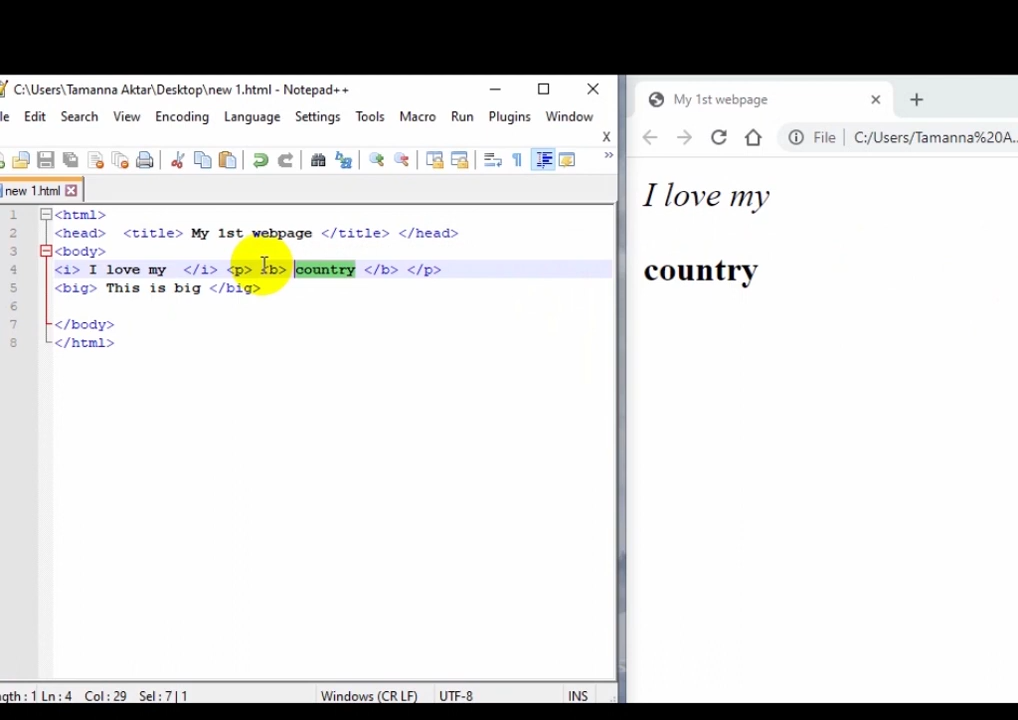 C:\Users\Tamanna Aktar\Desktop\new 1.html - Notepad++
le Edit Search View Encoding Language Settings Tools Macro Run Plugins Window
X
new 1.html
1 <html>
2 <head> <title> My 1st webpage </title> </head>
3 <body>
4 <i> I love my </i> <p> <b> country </b> </p>
5 <big> This is big </big>
6
7 </body>
8 </html>
ngth : 1 Ln : 4 Col : 29 Sel : 7 | 1 Windows (CR LF) UTF-8 INS
My 1st webpage
File C:/Users/Tamanna%20A...
I love my
country